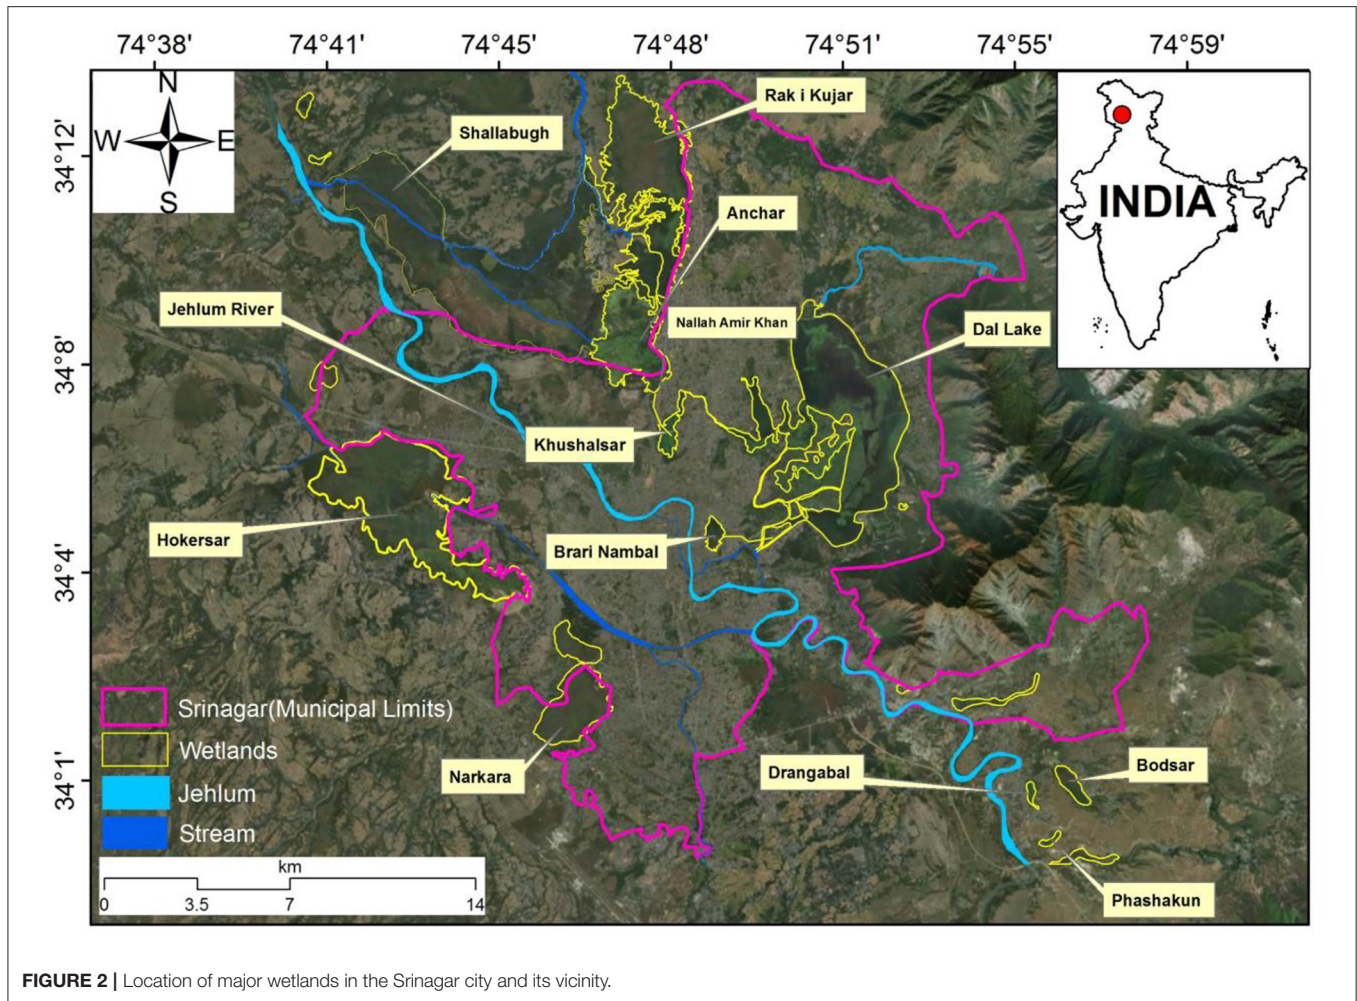 74°38' 74°41' 74°45' 74°48' 74°51' 74°55' 74°59'
34°12'
34°8'
34°4'
34°1'
N
W E
S
Rak i Kujar
Shallabugh
INDIA
Anchar
Jehlum River
Nallah Amir Khan
Dal Lake
Khushalsar
Hokersar
Brari Nambal
Srinagar(Municipal Limits)
Wetlands
Jehlum
Stream
Narkara
Drangabal
Bodsar
Phashakun
km
0 3.5 7 14
FIGURE 2 | Location of major wetlands in the Srinagar city and its vicinity.